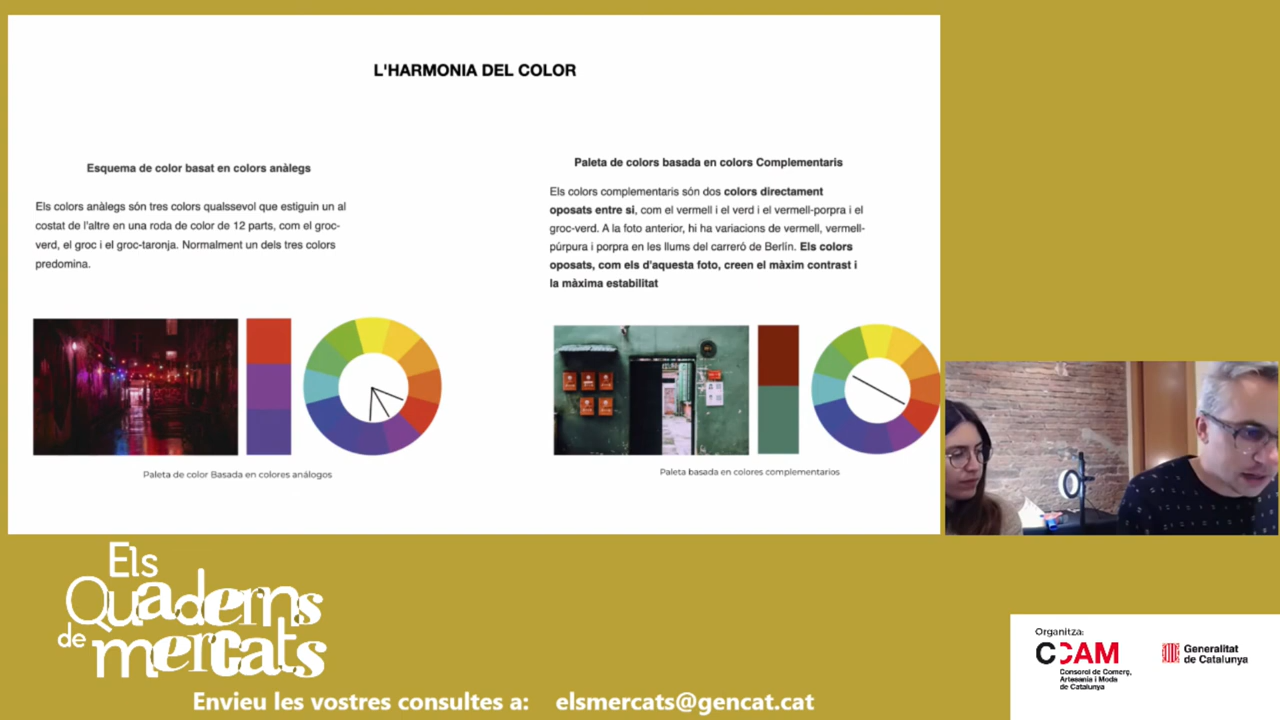 L'HARMONIA DEL COLOR
Esquema de color basat en colors anàlegs
Els colors anàlegs són tres colors qualssevol que estiguin un al
costat de l'altre en una roda de color de 12 parts, com el groc-
verd, el groc i el groc-taronja. Normalment un dels tres colors
predomina.
Paleta de color Basada en colores análogos
Paleta de colors basada en colors Complementaris
Els colors complementaris són dos colors directament
oposats entre si, com el vermell i el verd i el vermell-porpra i el
groc-verd. A la foto anterior, hi ha variacions de vermell, vermell-
púrpura i porpra en les llums del carreró de Berlín. Els colors
oposats, com els d'aquesta foto, creen el màxim contrast i
la màxima estabilitat
Paleta basada en colores complementarios
Els
Quaderns
de mercats
Envieu les vostres consultes a: elsmercats@gencat.cat
Organitza:
CCAM
Consorci de Comerç,
Artesania i Moda
de Catalunya
Generalitat
de Catalunya